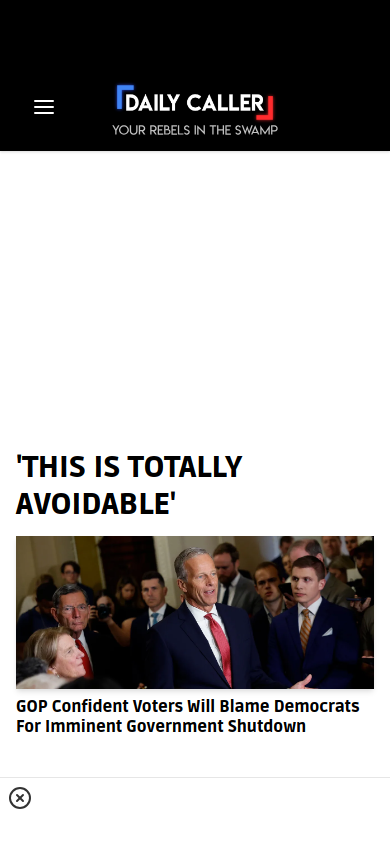 DAILY CALLER
YOUR REBELS IN THE SWAMP
'THIS IS TOTALLY
AVOIDABLE'
GOP Confident Voters Will Blame Democrats
For Imminent Government Shutdown